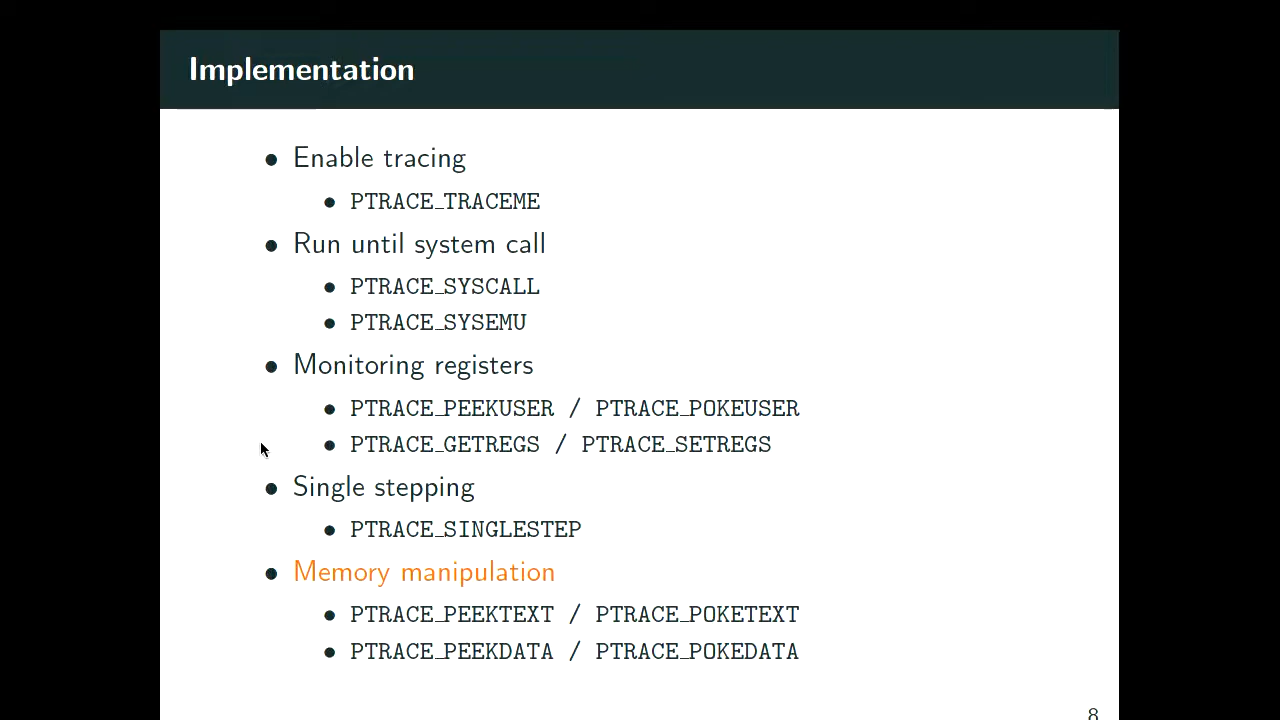 Implementation
• Enable tracing
• PTRACE_TRACEME
• Run until system call
• PTRACE_SYSCALL
• PTRACE_SYSEMU
• Monitoring registers
• PTRACE_PEEKUSER / PTRACE_POKEUSER
• PTRACE_GETREGS / PTRACE_SETREGS
• Single stepping
• PTRACE_SINGLESTEP
• Memory manipulation
• PTRACE_PEEKTEXT / PTRACE_POKETEXT
• PTRACE_PEEKDATA / PTRACE_POKEDATA
8